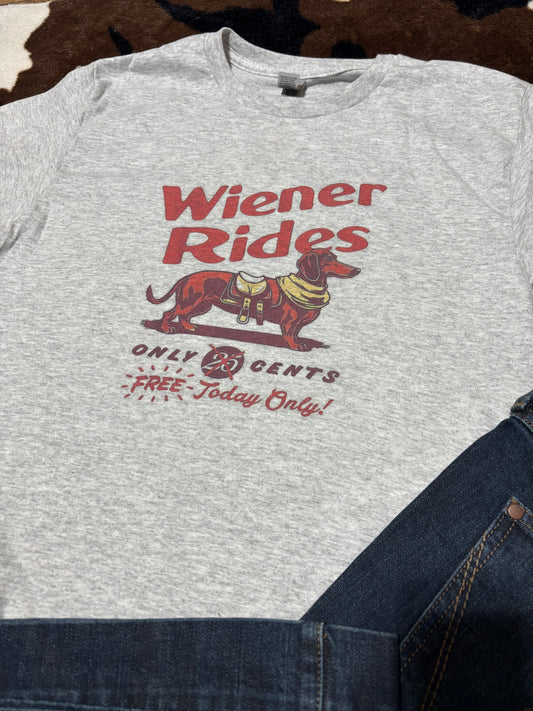 Wiener
Rides
ONLY 25 CENTS
FREE - Today Only!